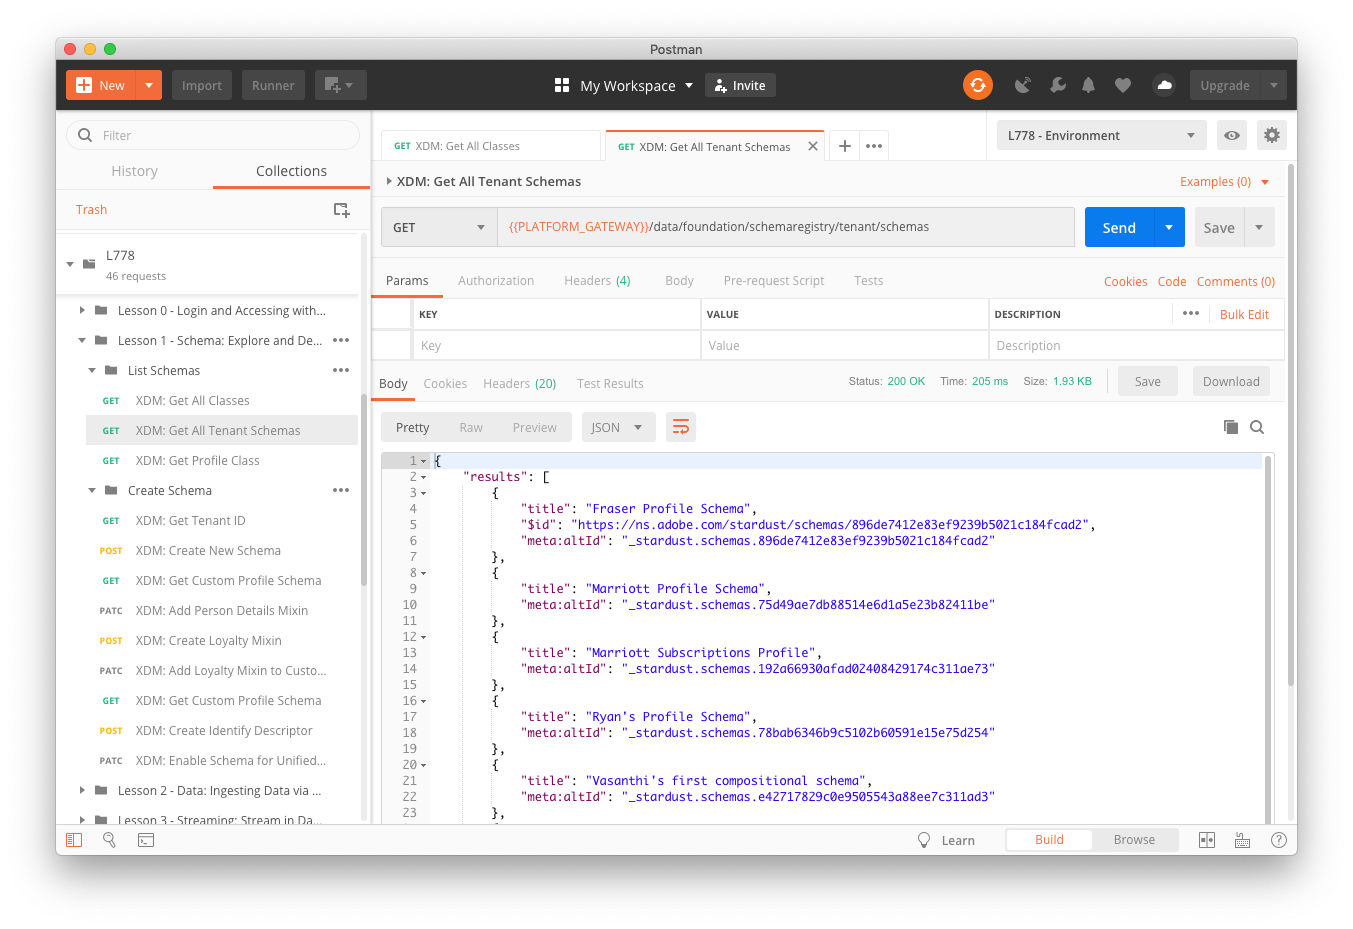 Postman
New
Import
Runner
My Workspace
Invite
Upgrade
Filter
History
Collections
Trash
L778
46 requests
Lesson 0 - Login and Accessing with...
Lesson 1 - Schema: Explore and De...
List Schemas
GET XDM: Get All Classes
GET XDM: Get All Tenant Schemas
GET XDM: Get Profile Class
Create Schema
GET XDM: Get Tenant ID
POST XDM: Create New Schema
GET XDM: Get Custom Profile Schema
PATC XDM: Add Person Details Mixin
POST XDM: Create Loyalty Mixin
PATC XDM: Add Loyalty Mixin to Custo...
GET XDM: Get Custom Profile Schema
POST XDM: Create Identify Descriptor
PATC XDM: Enable Schema for Unified...
Lesson 2 - Data: Ingesting Data via ...
Lesson 3 - Streaming: Stream in Da...
GET XDM: Get All Classes
GET XDM: Get All Tenant Schemas
L778 - Environment
XDM: Get All Tenant Schemas
Examples (0)
GET
{{PLATFORM_GATEWAY}}/data/foundation/schemaregistry/tenant/schemas
Send
Save
Params Authorization Headers (4) Body Pre-request Script Tests
Cookies Code Comments (0)
KEY VALUE DESCRIPTION
Bulk Edit
Key Value Description
Body Cookies Headers (20) Test Results
Status: 200 OK Time: 205 ms Size: 1.93 KB
Save Download
Pretty Raw Preview JSON
1 {
2 "results": [
3 {
4 "title": "Fraser Profile Schema",
5 "$id": "https://ns.adobe.com/stardust/schemas/896de7412e83ef9239b5021c184fcad2",
6 "meta:altId": "_stardust.schemas.896de7412e83ef9239b5021c184fcad2"
7 },
8 {
9 "title": "Marriott Profile Schema",
10 "meta:altId": "_stardust.schemas.75d49ae7db88514e6d1a5e23b82411be"
11 },
12 {
13 "title": "Marriott Subscriptions Profile",
14 "meta:altId": "_stardust.schemas.192a66930afad02408429174c311ae73"
15 },
16 {
17 "title": "Ryan's Profile Schema",
18 "meta:altId": "_stardust.schemas.78bab6346b9c5102b60591e15e75d254"
19 },
20 {
21 "title": "Vasanthi's first compositional schema",
22 "meta:altId": "_stardust.schemas.e42717829c0e9505543a88ee7c311ad3"
23 },
Learn
Build
Browse